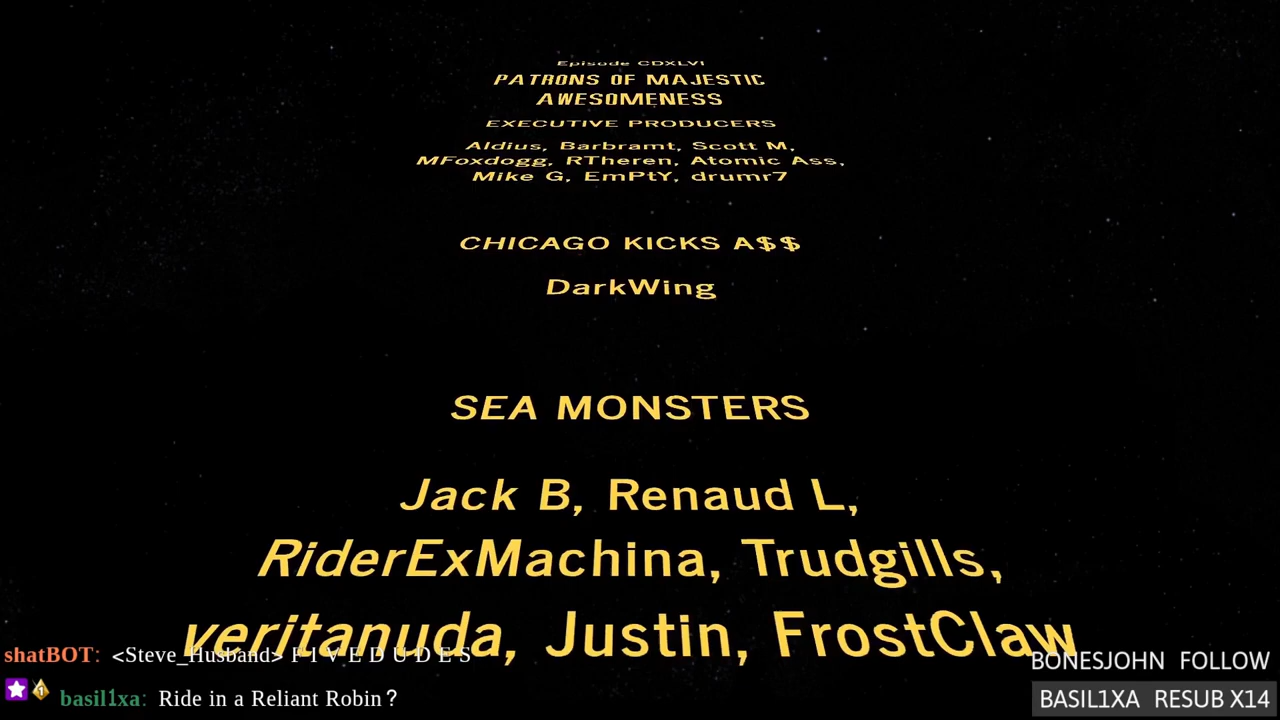 Episode CDXLVI
PATRONS OF MAJESTIC
AWESOMENESS
EXECUTIVE PRODUCERS
Aldius, Barbramt, Scott M,
MFoxdogg, RTheren, Atomic Ass,
Mike G, EmPtY, drumr7
CHICAGO KICKS A$$
DarkWing
SEA MONSTERS
Jack B, Renaud L,
RiderExMachina, Trudgills,
veritanuda, Justin, FrostClaw
shatBOT: <Steve_Husband> F I V E D U D E S
BONESJOHN FOLLOW
1 basil1xa: Ride in a Reliant Robin?
BASIL1XA RESUB X14